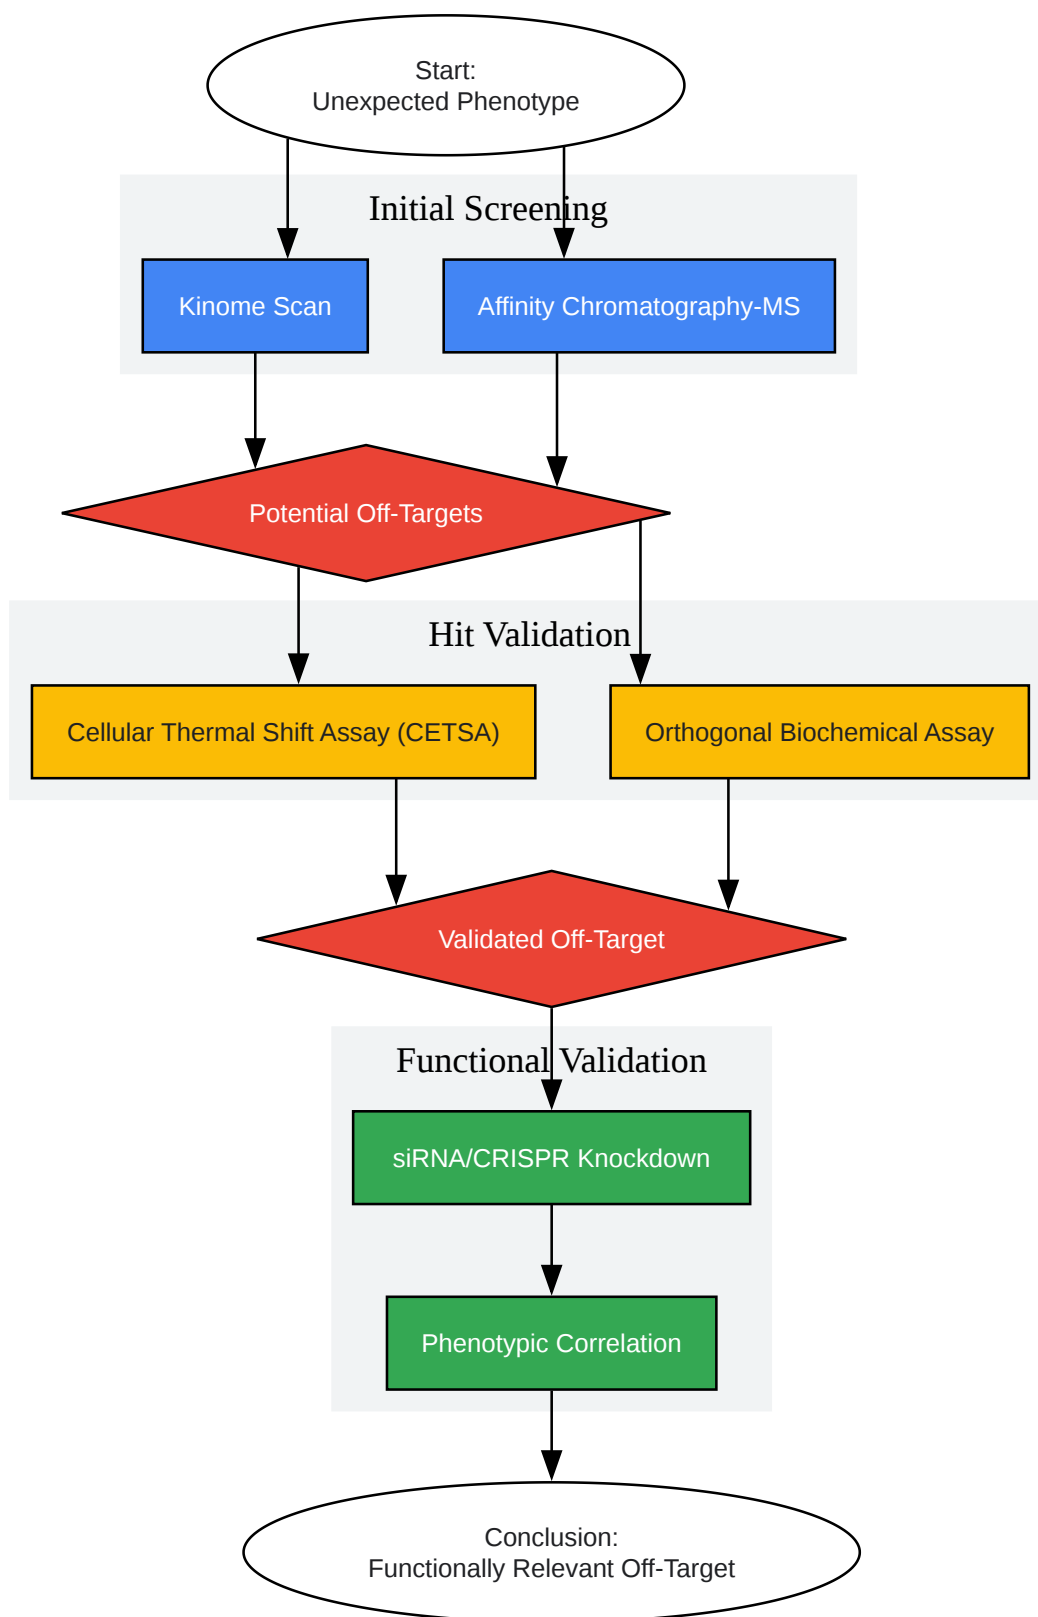 Start:
Unexpected Phenotype
Initial Screening
Kinome Scan
Affinity Chromatography-MS
Potential Off-Targets
Hit Validation
Cellular Thermal Shift Assay (CETSA)
Orthogonal Biochemical Assay
Validated Off-Target
Functional Validation
siRNA/CRISPR Knockdown
Phenotypic Correlation
Conclusion:
Functionally Relevant Off-Target